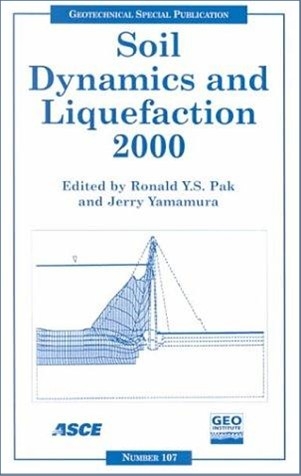 GEOTECHNICAL SPECIAL PUBLICATION
Soil
Dynamics and
Liquefaction
2000
Edited by Ronald Y.S. Pak
and Jerry Yamamura
ASCE
GEO
INSTITUTE
NUMBER 107